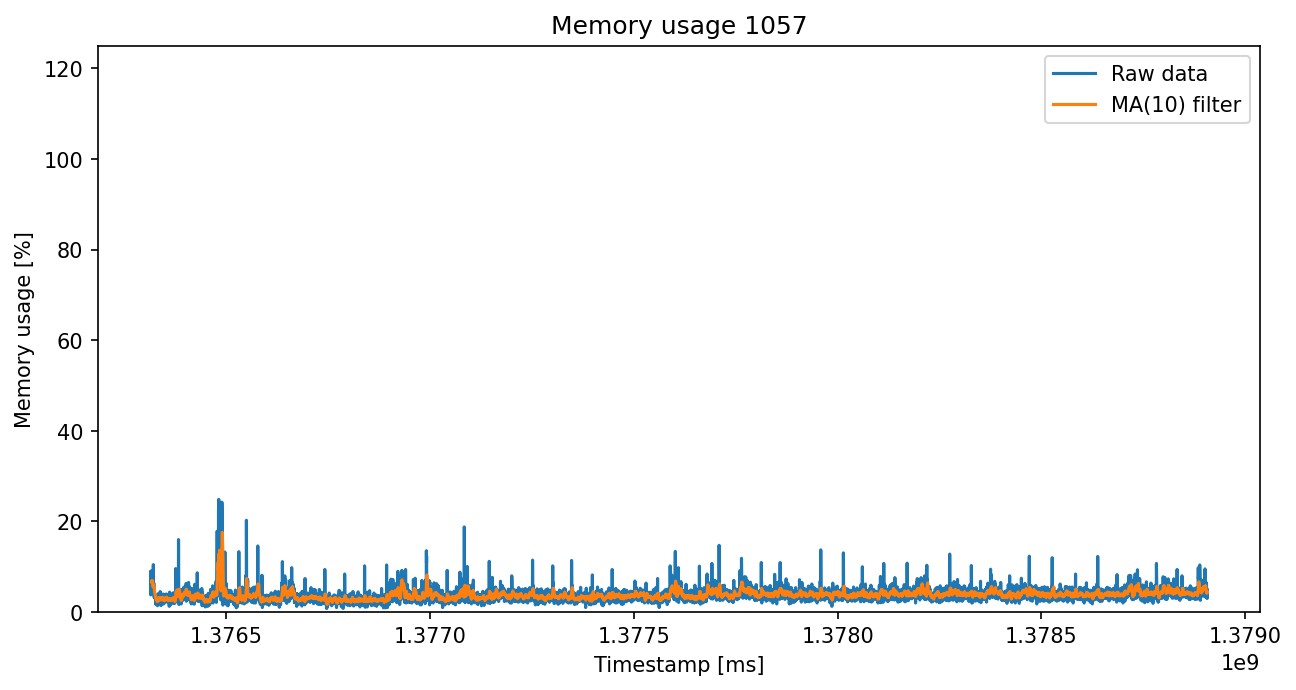 Memory usage 1057
Raw data
MA(10) filter
Memory usage [%]
120
100
80
60
40
20
0
1.3765 1.3770 1.3775 1.3780 1.3785 1.3790
1e9
Timestamp [ms]